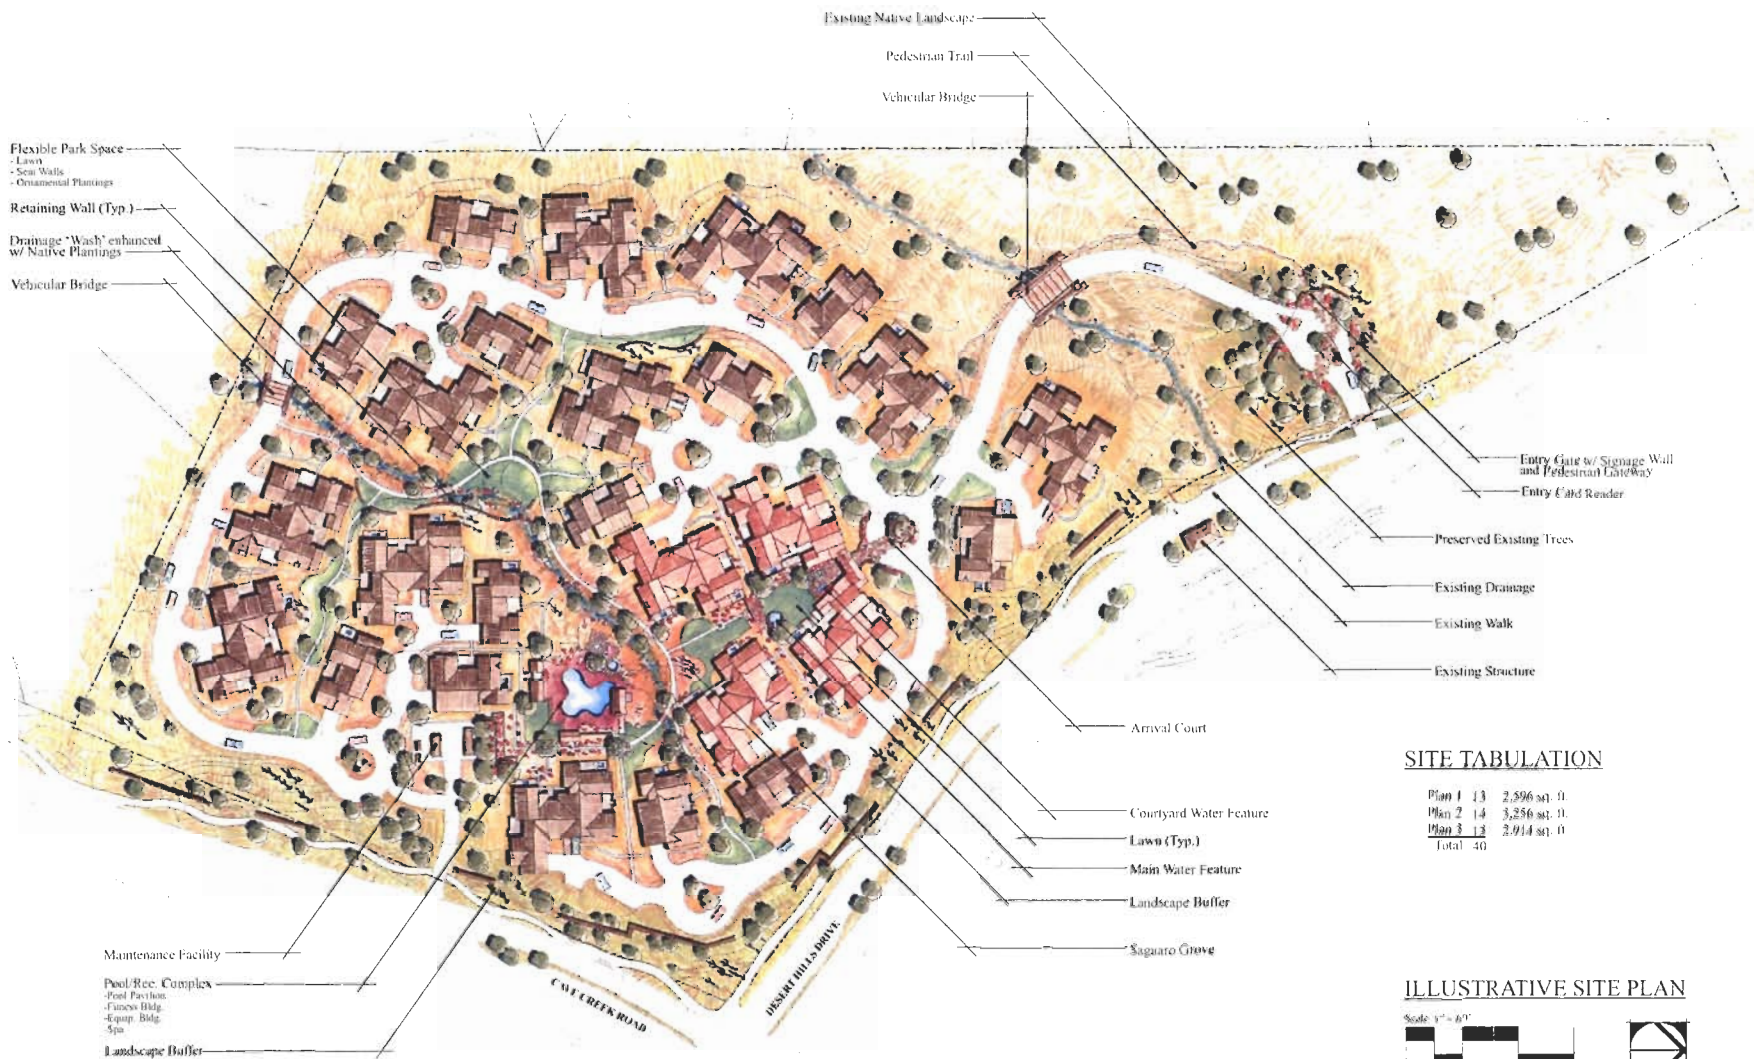 Existing Native Landscape
Pedestrian Trail
Vehicular Bridge
Flexible Park Space
- Lawn
- Seat Walls
- Ornamental Plantings
Retaining Wall (Typ.)
Drainage 'Wash' enhanced
w/ Native Plantings
Vehicular Bridge
Entry Gate w/ Signage Wall
and Pedestrian Gateway
Entry Card Reader
Preserved Existing Trees
Existing Drainage
Existing Walk
Existing Structure
Arrival Court
Courtyard Water Feature
Lawn (Typ.)
Main Water Feature
Landscape Buffer
Saguaro Grove
Maintenance Facility
Pool/Rec. Complex
-Pool Pavilion
-Fitness Bldg.
-Equip. Bldg.
-Spa
Landscape Buffer
CAVE CREEK ROAD
DESERT HILLS DRIVE
SITE TABULATION
Plan 1 13 2,596 sq. ft.
Plan 2 14 3,256 sq. ft.
Plan 3 13 2,914 sq. ft.
Total 40
ILLUSTRATIVE SITE PLAN
Scale: 1" = 60'